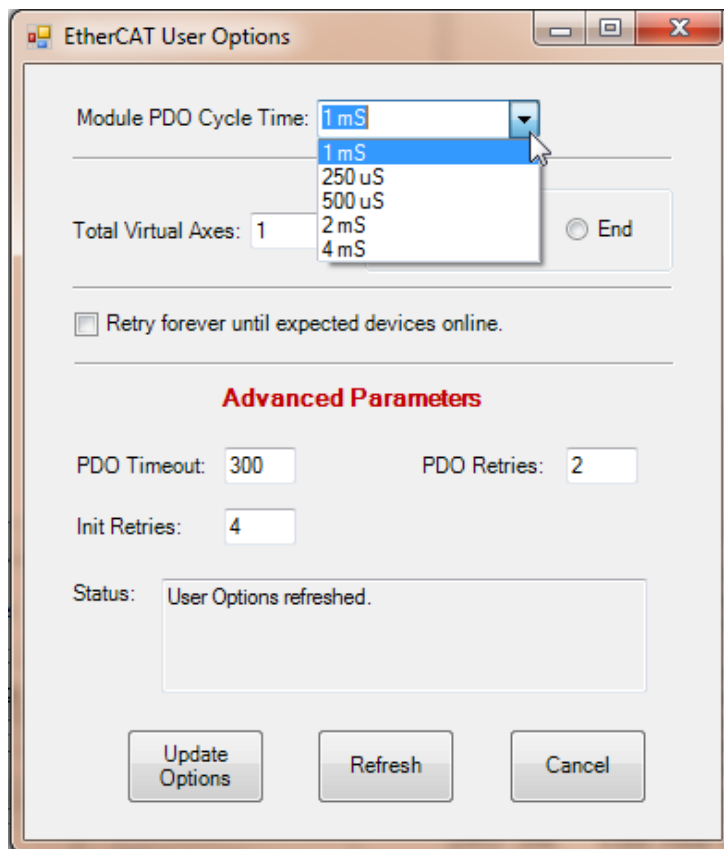 EtherCAT User Options
Module PDO Cycle Time: 1 mS
1 mS
250 uS
500 uS
2 mS
4 mS
Total Virtual Axes: 1
End
Retry forever until expected devices online.
Advanced Parameters
PDO Timeout: 300 PDO Retries: 2
Init Retries: 4
Status: User Options refreshed.
Update
Options
Refresh
Cancel